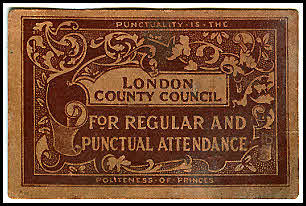 PUNCTUALITY·IS·THE
LONDON
COUNTY COUNCIL
FOR REGULAR AND
PUNCTUAL ATTENDANCE
POLITENESS·OF·PRINCES